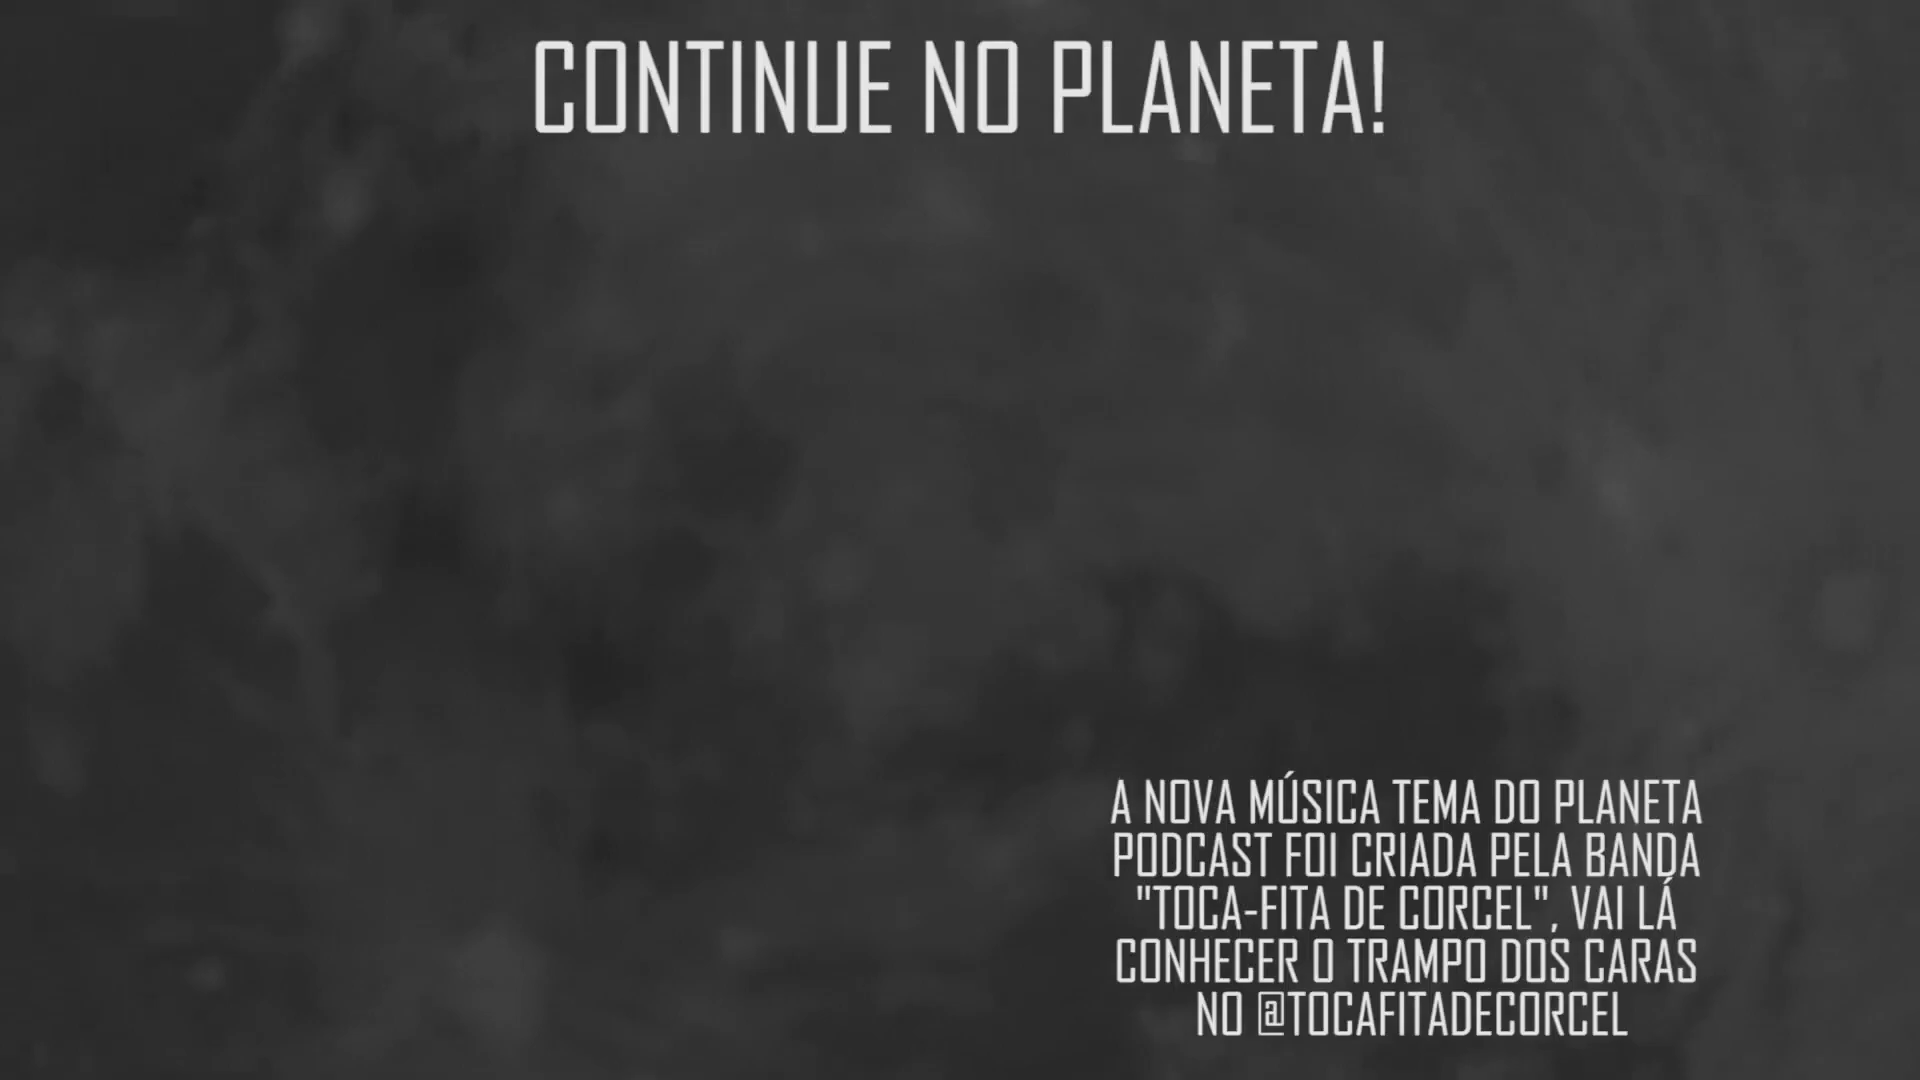 CONTINUE NO PLANETA!
A NOVA MÚSICA TEMA DO PLANETA
PODCAST FOI CRIADA PELA BANDA
"TOCA-FITA DE CORCEL", VAI LÁ
CONHECER O TRAMPO DOS CARAS
NO @TOCAFITADECORCEL